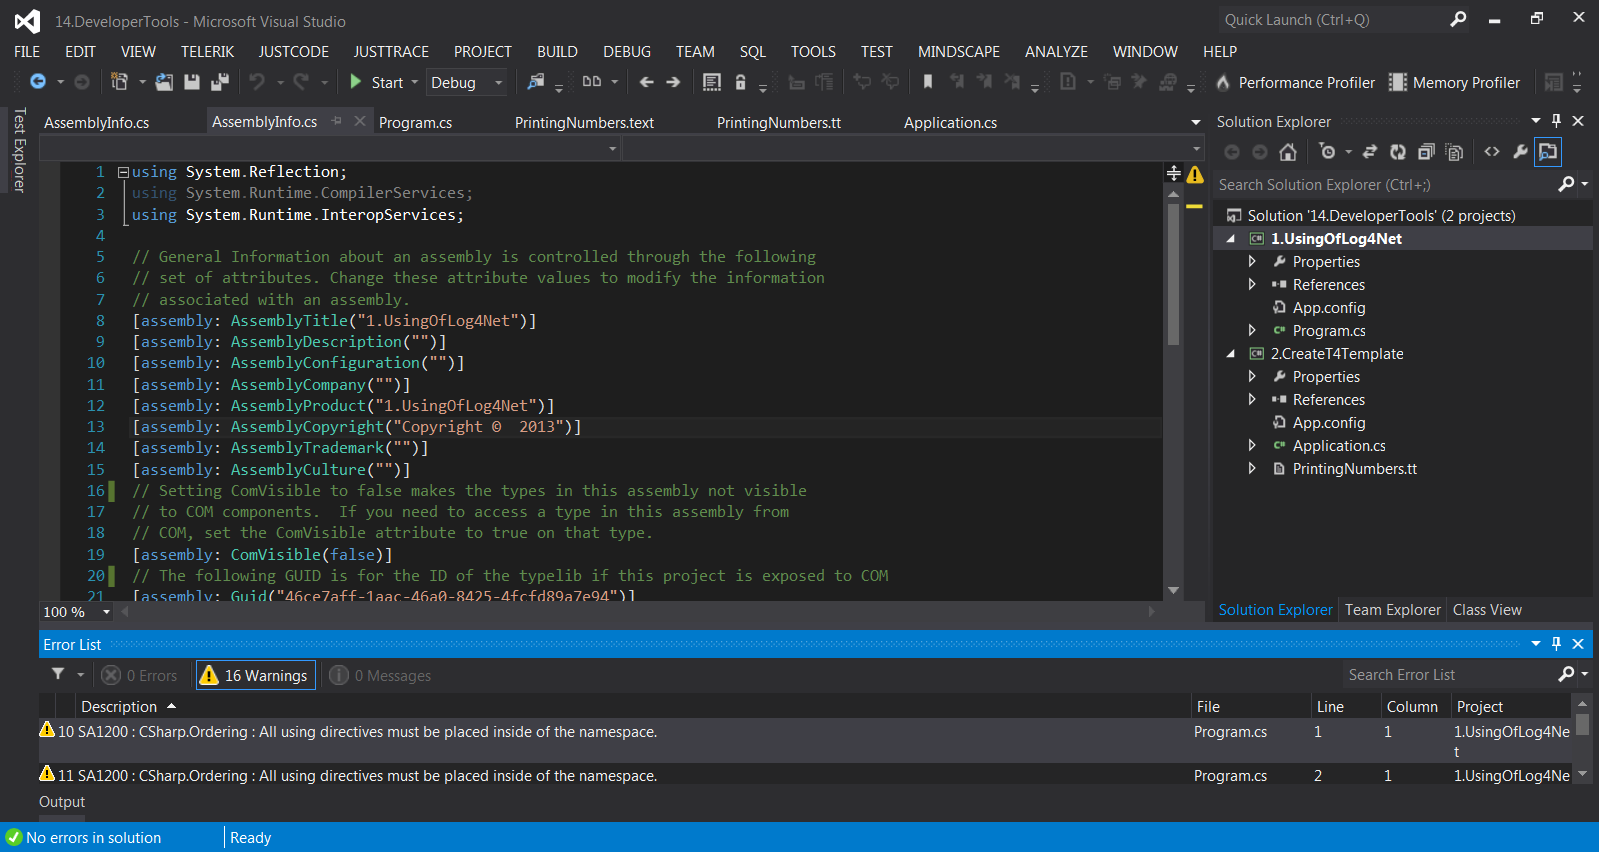 14.DeveloperTools - Microsoft Visual Studio
Quick Launch (Ctrl+Q)
FILE EDIT VIEW TELERIK JUSTCODE JUSTTRACE PROJECT BUILD DEBUG TEAM SQL TOOLS TEST MINDSCAPE ANALYZE WINDOW HELP
Start Debug Performance Profiler Memory Profiler
Test Explorer
AssemblyInfo.cs AssemblyInfo.cs Program.cs PrintingNumbers.text PrintingNumbers.tt Application.cs
1 using System.Reflection;
2 using System.Runtime.CompilerServices;
3 using System.Runtime.InteropServices;
4
5 // General Information about an assembly is controlled through the following
6 // set of attributes. Change these attribute values to modify the information
7 // associated with an assembly.
8 [assembly: AssemblyTitle("1.UsingOfLog4Net")]
9 [assembly: AssemblyDescription("")]
10 [assembly: AssemblyConfiguration("")]
11 [assembly: AssemblyCompany("")]
12 [assembly: AssemblyProduct("1.UsingOfLog4Net")]
13 [assembly: AssemblyCopyright("Copyright ©  2013")]
14 [assembly: AssemblyTrademark("")]
15 [assembly: AssemblyCulture("")]
16 // Setting ComVisible to false makes the types in this assembly not visible
17 // to COM components.  If you need to access a type in this assembly from
18 // COM, set the ComVisible attribute to true on that type.
19 [assembly: ComVisible(false)]
20 // The following GUID is for the ID of the typelib if this project is exposed to COM
21 [assembly: Guid("46ce7aff-1aac-46a0-8425-4fcfd89a7e94")]
100 %
Solution Explorer
Search Solution Explorer (Ctrl+;)
Solution '14.DeveloperTools' (2 projects)
C# 1.UsingOfLog4Net
Properties
References
App.config
C# Program.cs
C# 2.CreateT4Template
Properties
References
App.config
C# Application.cs
PrintingNumbers.tt
Solution Explorer Team Explorer Class View
Error List
0 Errors 16 Warnings 0 Messages
Search Error List
Description File Line Column Project
10 SA1200 : CSharp.Ordering : All using directives must be placed inside of the namespace. Program.cs 1 1 1.UsingOfLog4Ne
t
11 SA1200 : CSharp.Ordering : All using directives must be placed inside of the namespace. Program.cs 2 1 1.UsingOfLog4Ne
Output
No errors in solution Ready